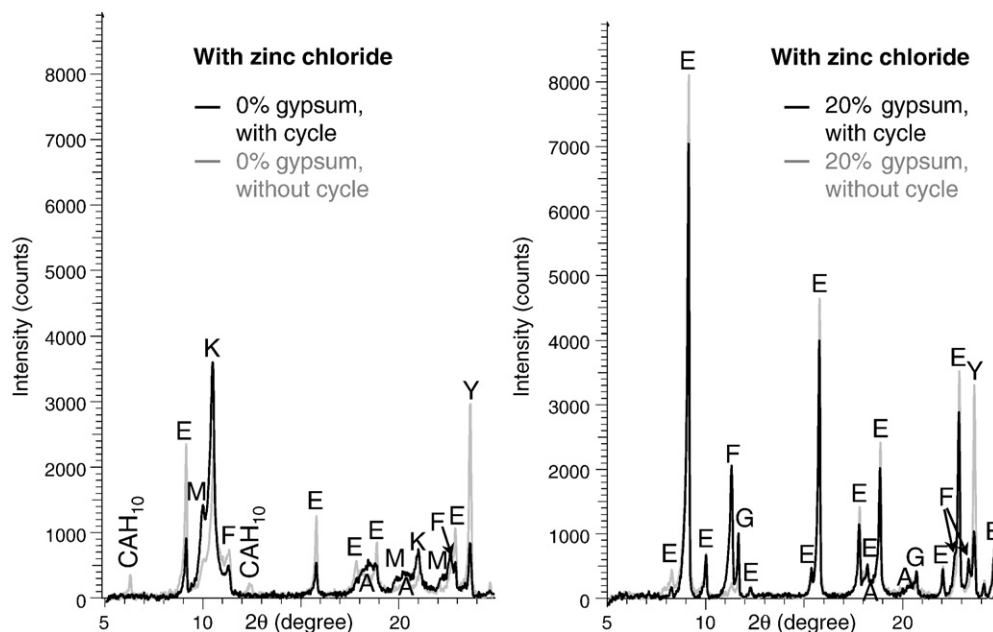 With zinc chloride
0% gypsum,
with cycle
0% gypsum,
without cycle
Intensity (counts)
8000
7000
6000
5000
4000
3000
2000
1000
0
CAH10
E
M
K
F
CAH10
E
E
A
E
M
A
K
M
F
E
Y
5
10
2θ (degree)
20
With zinc chloride
20% gypsum,
with cycle
20% gypsum,
without cycle
Intensity (counts)
8000
7000
6000
5000
4000
3000
2000
1000
0
E
E
E
F
G
E
E
E
E
E
A
E
A
G
E
F
E
Y
E
5
10
2θ (degree)
20